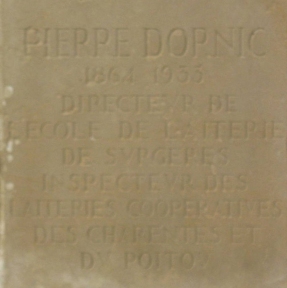 PIERRE DORNIC
1864 1933
DIRECTEVR DE
L'ECOLE DE LAITERIE
DE SVRGERES
INSPECTEVR DES
LAITERIES COOPERATIVES
DES CHARENTES ET
DV POITOV